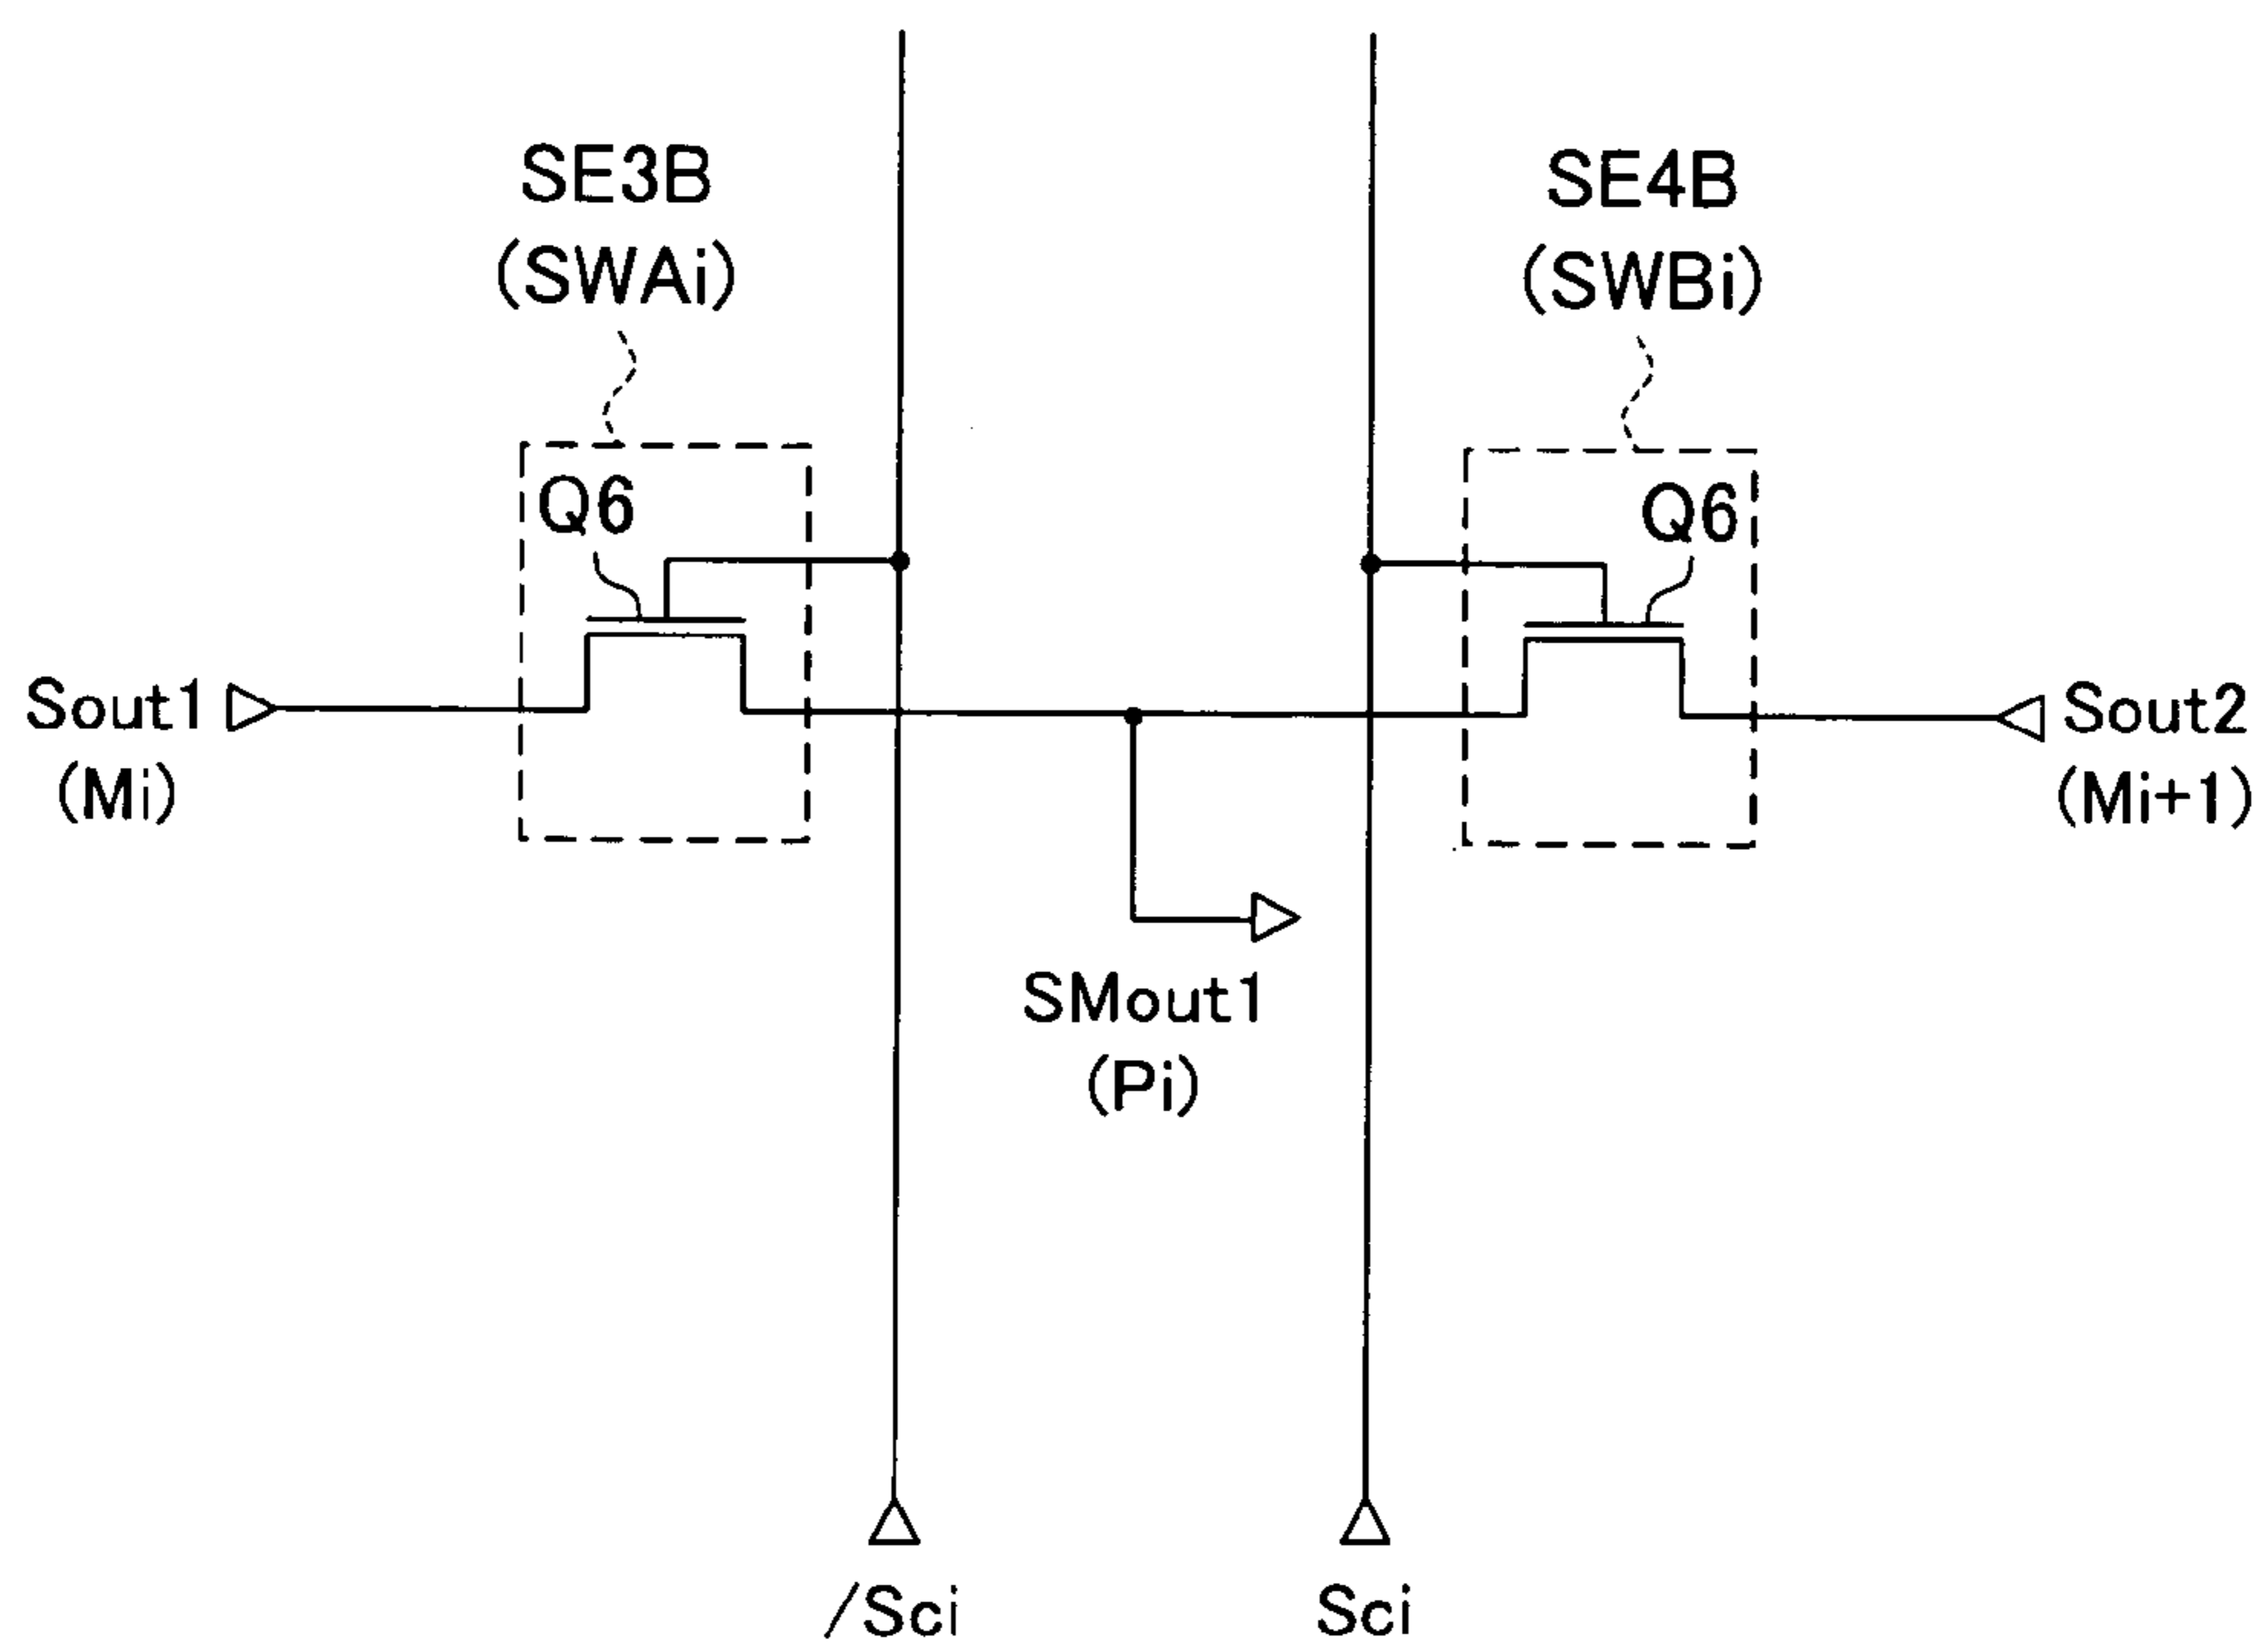 SE3B
(SWAi)
SE4B
(SWBi)
Q6
Q6
Sout1
(Mi)
Sout2
(Mi+1)
SMout1
(Pi)
/Sci
Sci